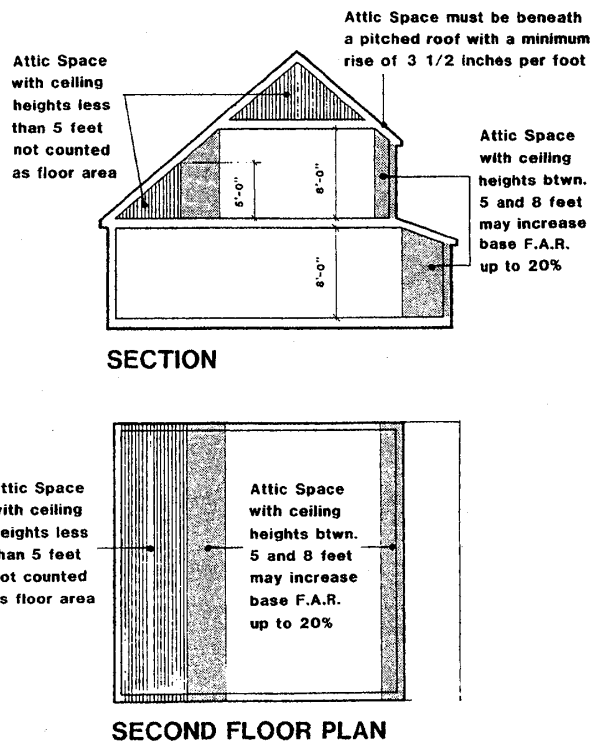 Attic Space must be beneath
a pitched roof with a minimum
rise of 3 1/2 inches per foot
Attic Space
with ceiling
heights less
than 5 feet
not counted
as floor area
Attic Space
with ceiling
heights btwn.
5 and 8 feet
may increase
base F.A.R.
up to 20%
5'-0"
8'-0"
8'-0"
SECTION
ttic Space
with ceiling
eights less
han 5 feet
ot counted
s floor area
Attic Space
with ceiling
heights btwn.
5 and 8 feet
may increase
base F.A.R.
up to 20%
SECOND FLOOR PLAN